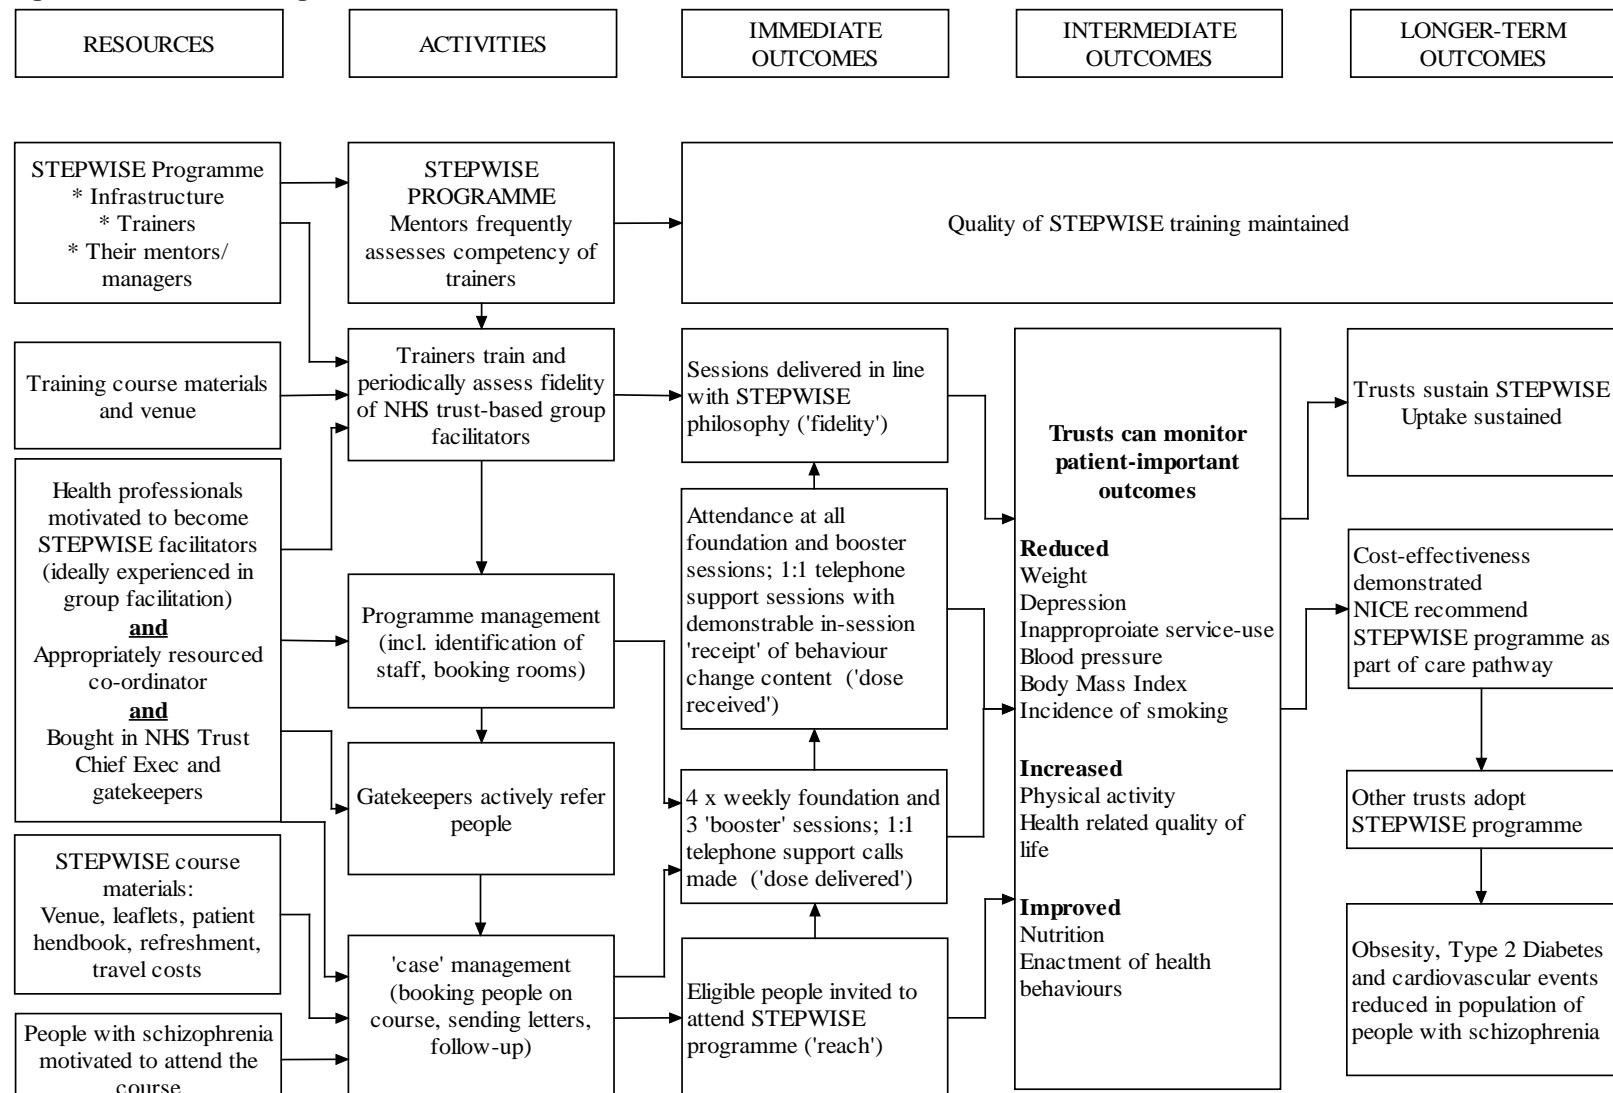 RESOURCES
ACTIVITIES
IMMEDIATE
OUTCOMES
INTERMEDIATE
OUTCOMES
LONGER-TERM
OUTCOMES
STEPWISE Programme
* Infrastructure
* Trainers
* Their mentors/
managers
STEPWISE
PROGRAMME
Mentors frequently
assesses competency of
trainers
Quality of STEPWISE training maintained
Training course materials
and venue
Trainers train and
periodically assess fidelity
of NHS trust-based group
facilitators
Sessions delivered in line
with STEPWISE
philosophy ('fidelity')
Trusts can monitor
patient-important
outcomes
Reduced
Weight
Depression
Inapproproiate service-use
Blood pressure
Body Mass Index
Incidence of smoking
Increased
Physical activity
Health related quality of
life
Improved
Nutrition
Enactment of health
behaviours
Trusts sustain STEPWISE
Uptake sustained
Health professionals
motivated to become
STEPWISE facilitators
(ideally experienced in
group facilitation)
and
Appropriately resourced
co-ordinator
and
Bought in NHS Trust
Chief Exec and
gatekeepers
Programme management
(incl. identification of
staff, booking rooms)
Gatekeepers actively refer
people
Attendance at all
foundation and booster
sessions; 1:1 telephone
support sessions with
demonstrable in-session
'receipt' of behaviour
change content ('dose
received')
4 x weekly foundation and
3 'booster' sessions; 1:1
telephone support calls
made ('dose delivered')
Cost-effectiveness
demonstrated
NICE recommend
STEPWISE programme as
part of care pathway
Other trusts adopt
STEPWISE programme
STEPWISE course
materials:
Venue, leaflets, patient
hendbook, refreshment,
travel costs
People with schizophrenia
motivated to attend the
course
'case' management
(booking people on
course, sending letters,
follow-up)
Eligible people invited to
attend STEPWISE
programme ('reach')
Obsesity, Type 2 Diabetes
and cardiovascular events
reduced in population of
people with schizophrenia